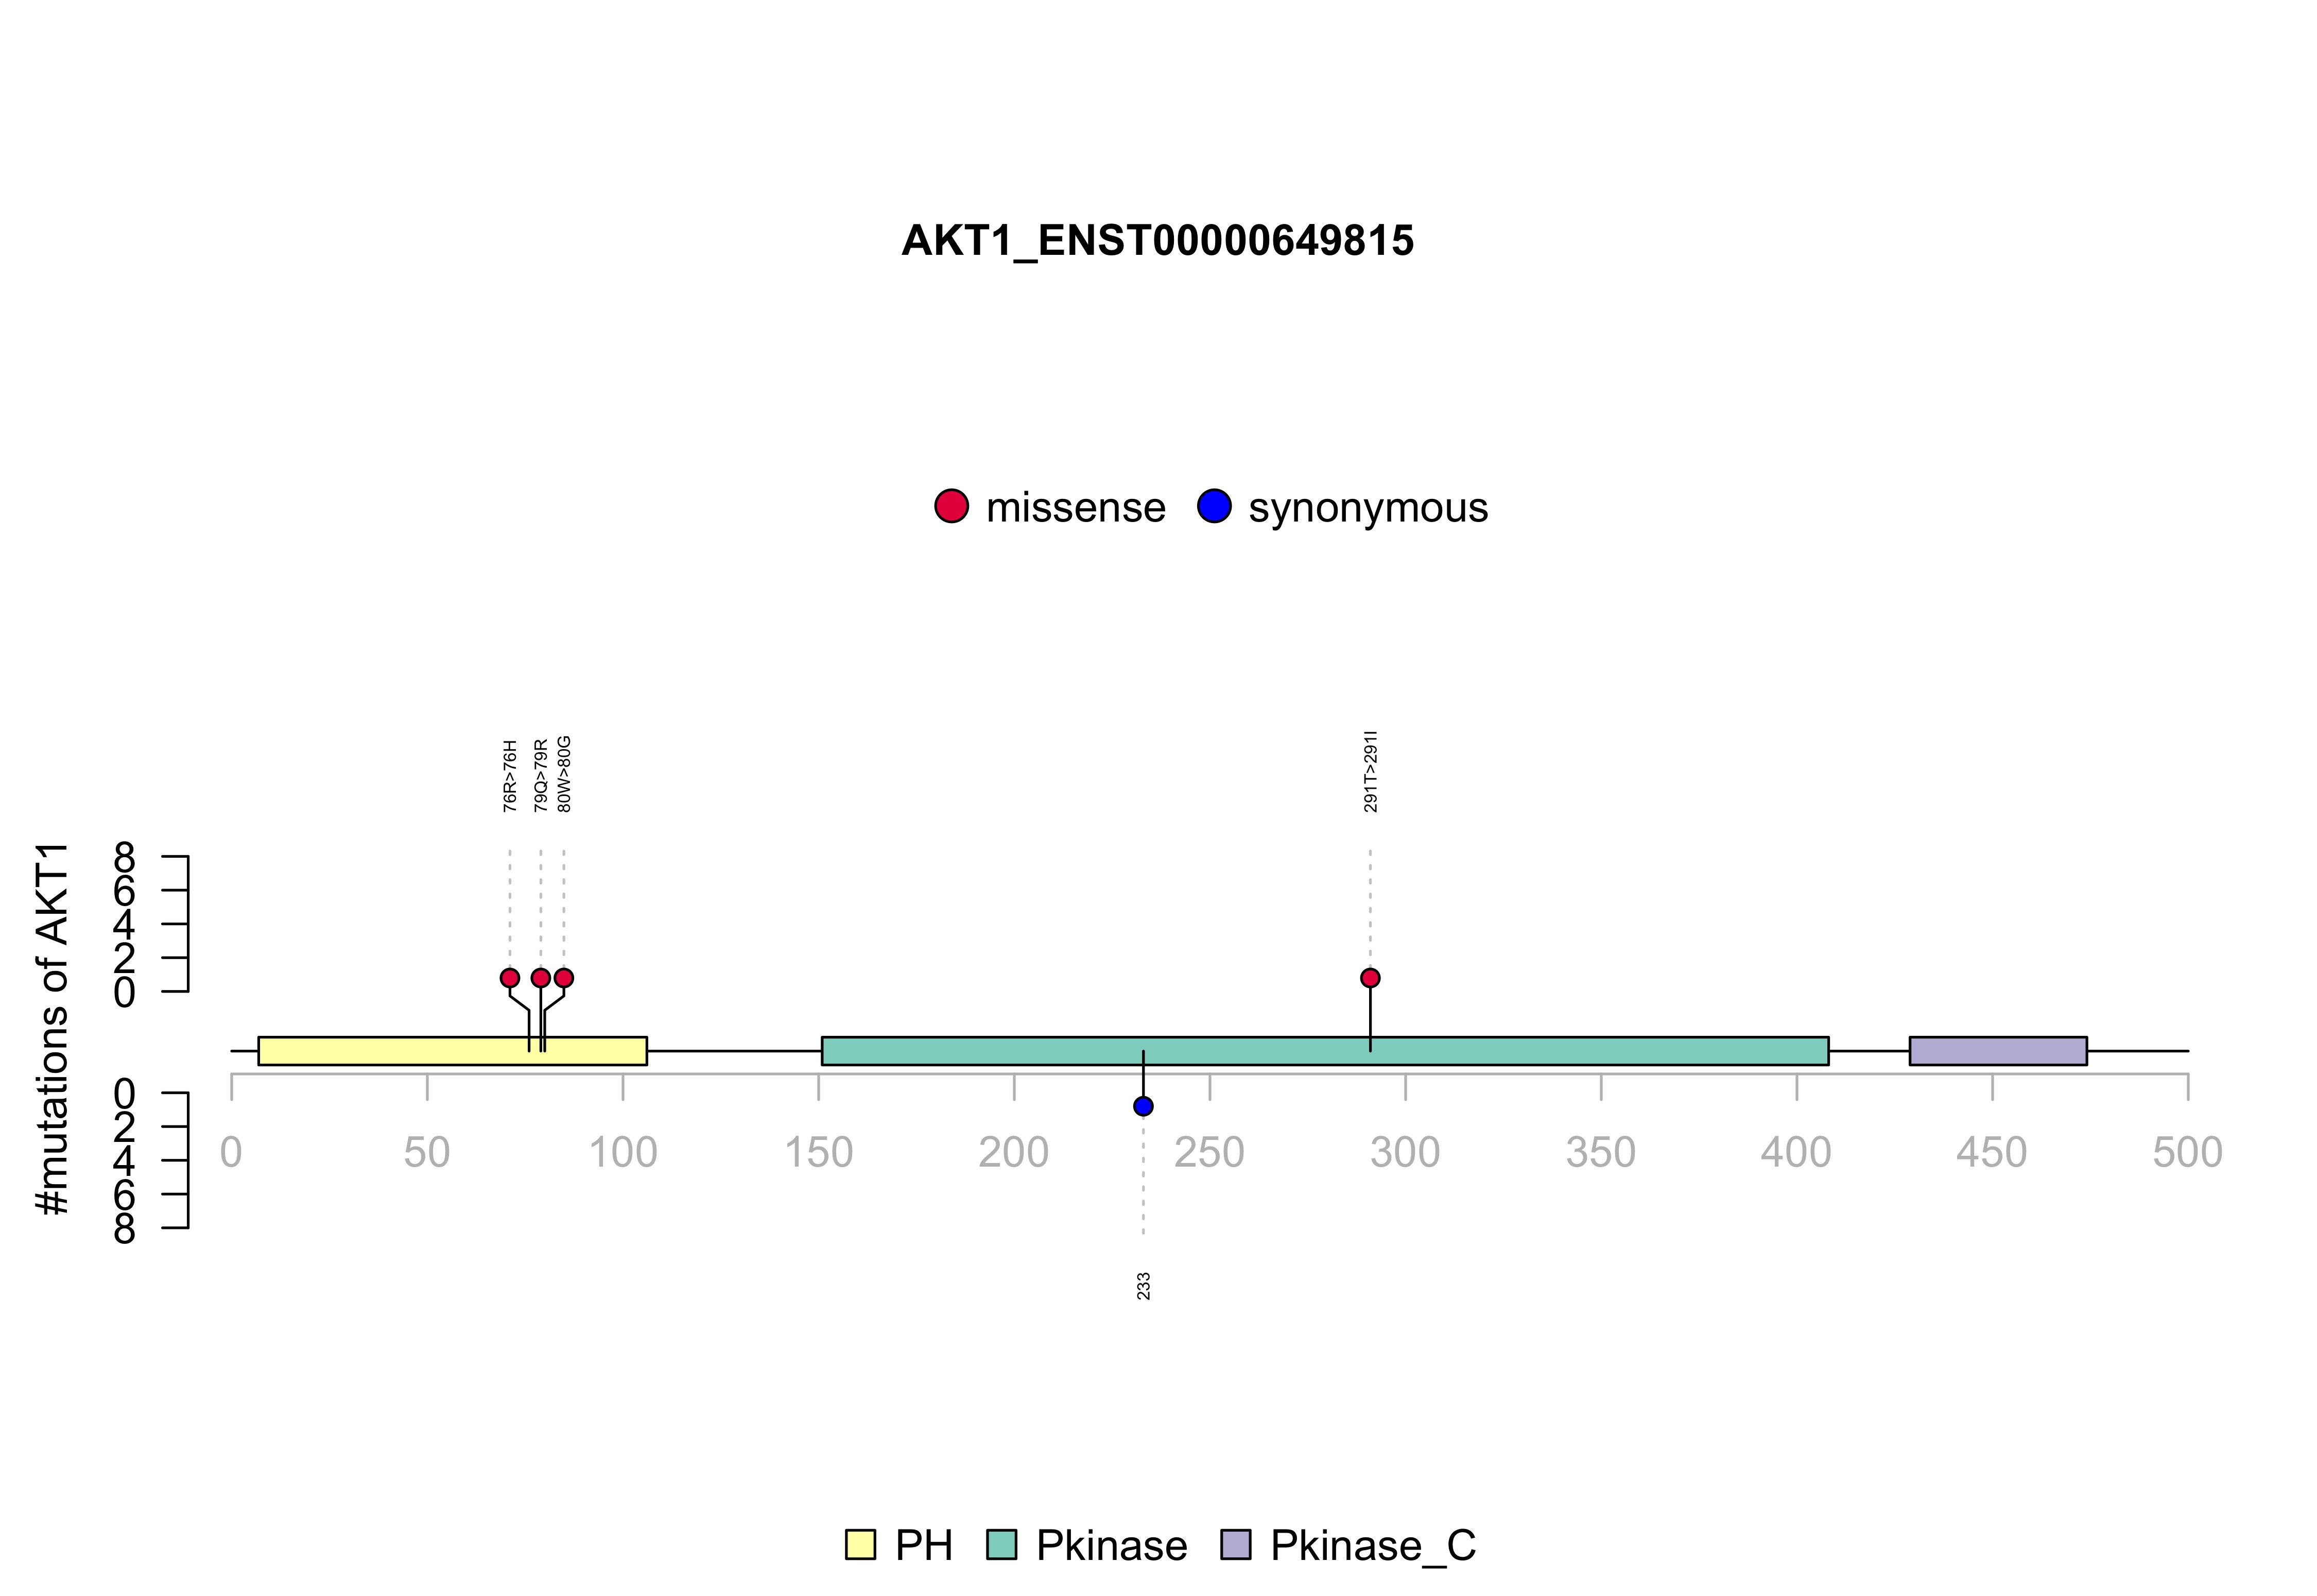 AKT1_ENST00000649815
missense synonymous
76R>76H 79Q>79R 80W>80G 291T>291I
#mutations of AKT1
8
6
4
2
0
0
2
4
6
8
0 50 100 150 200 250 300 350 400 450 500
233
PH Pkinase Pkinase_C